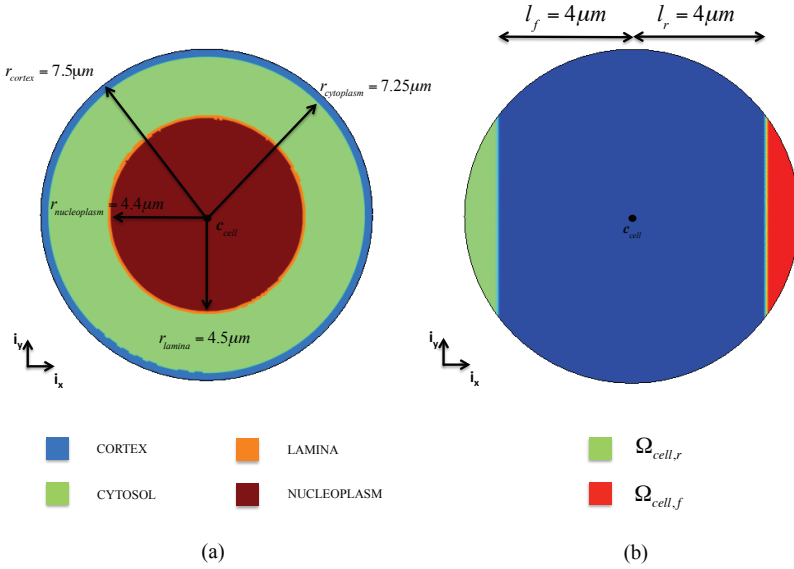 r_cortex = 7.5μm
r_cytoplasm = 7.25μm
r_nucleoplasm = 4.4μm
c_cell
r_lamina = 4.5μm
i_y
i_x
CORTEX
LAMINA
CYTOSOL
NUCLEOPLASM
(a)
l_f = 4μm
l_r = 4μm
c_cell
i_y
i_x
Ω_cell,r
Ω_cell,f
(b)